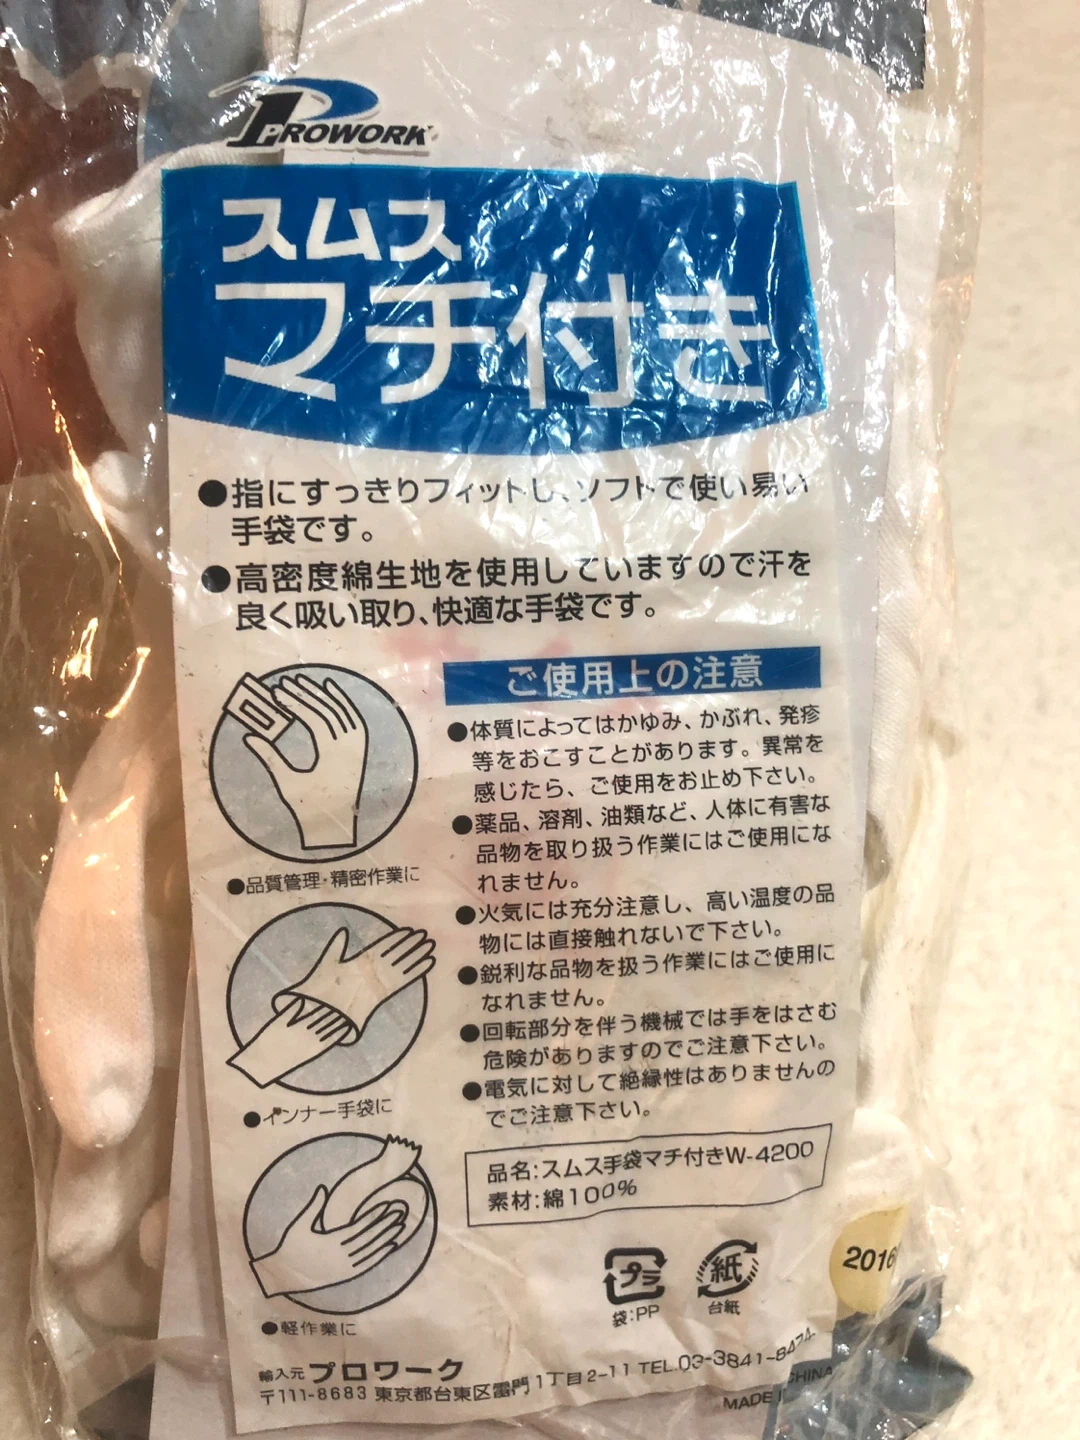 PROWORK
スムス
マチ付き
●指にすっきりフィットし、ソフトで使い易い
手袋です。
●高密度綿生地を使用していますので汗を
良く吸い取り、快適な手袋です。
●品質管理・精密作業に
●インナー手袋に
●軽作業に
ご使用上の注意
●体質によってはかゆみ、かぶれ、発疹
等をおこすことがあります。異常を
感じたら、ご使用をお止め下さい。
●薬品、溶剤、油類など、人体に有害な
品物を取り扱う作業にはご使用にな
れません。
●火気には充分注意し、高い温度の品
物には直接触れないで下さい。
●鋭利な品物を扱う作業にはご使用に
なれません。
●回転部分を伴う機械では手をはさむ
危険がありますのでご注意下さい。
●電気に対して絶縁性はありませんの
でご注意下さい。
品名:スムス手袋マチ付きW-4200
素材:綿100%
プラ
袋:PP
紙
台紙
2016
輸入元 プロワーク
〒111-8683 東京都台東区雷門1丁目2-11 TEL.03-3841-8474
MADE CHINA